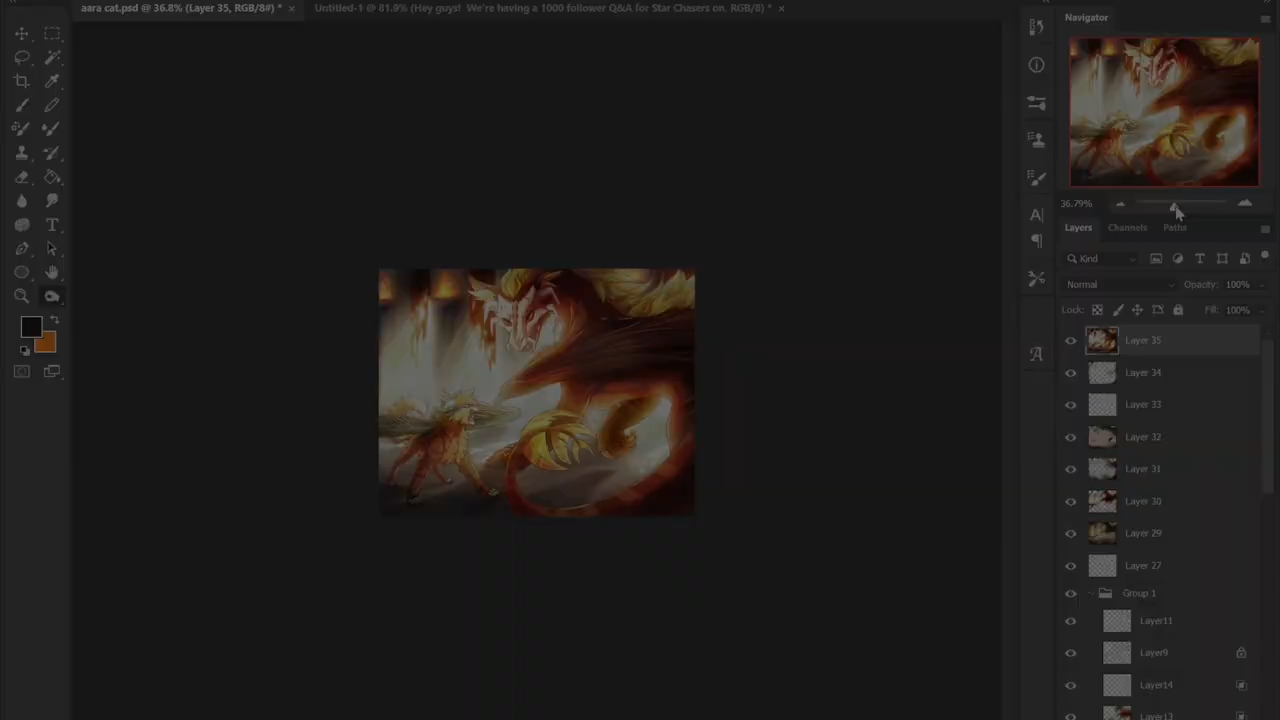 aara cat.psd @ 36.8% (Layer 35, RGB/8#) * ×
Untitled-1 @ 81.9% (Hey guys! We're having a 1000 follower Q&A for Star Chasers on. RGB/8) * ×
Navigator
36.79%
Layers Channels Paths
Kind
Normal Opacity: 100%
Lock: Fill: 100%
Layer 35
Layer 34
Layer 33
Layer 32
Layer 31
Layer 30
Layer 29
Layer 27
Group 1
Layer11
Layer9
Layer14
Layer13